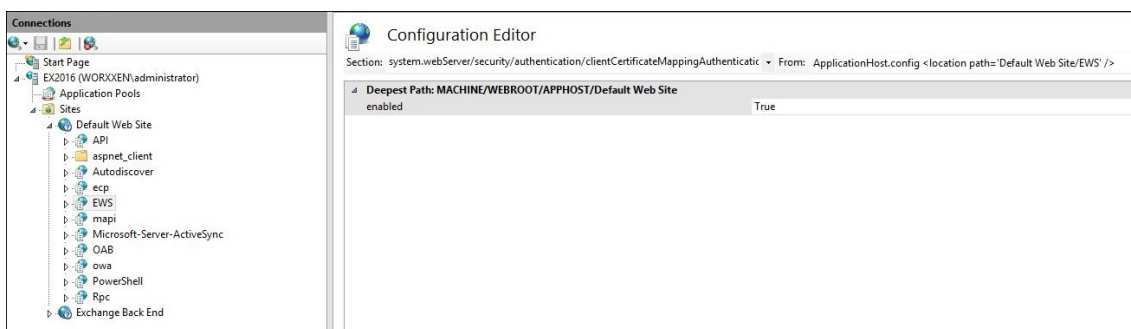 Connections
Start Page
EX2016 (WORXXEN\administrator)
Application Pools
Sites
Default Web Site
API
aspnet_client
Autodiscover
ecp
EWS
mapi
Microsoft-Server-ActiveSync
OAB
owa
PowerShell
Rpc
Exchange Back End
Configuration Editor
Section: system.webServer/security/authentication/clientCertificateMappingAuthenticatic From: ApplicationHost.config <location path='Default Web Site/EWS' />
Deepest Path: MACHINE/WEBROOT/APPHOST/Default Web Site
enabled True